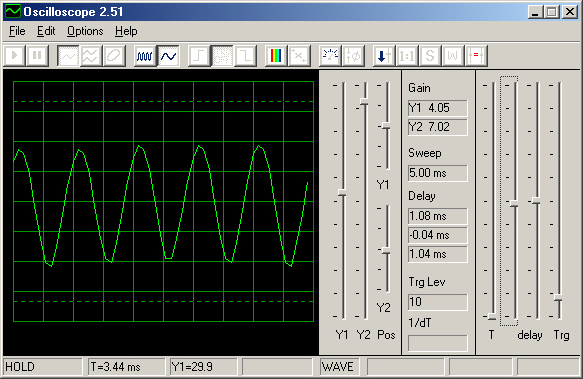 Oscilloscope 2.51
File Edit Options Help
1:1 S W
Gain
Y1 4.05
Y2 7.02
Sweep
5.00 ms
Delay
1.08 ms
-0.04 ms
1.04 ms
Trg Lev
10
1/dT
Y1
Y2
Y1 Y2 Pos
T delay Trg
HOLD T=3.44 ms Y1=29.9 WAVE